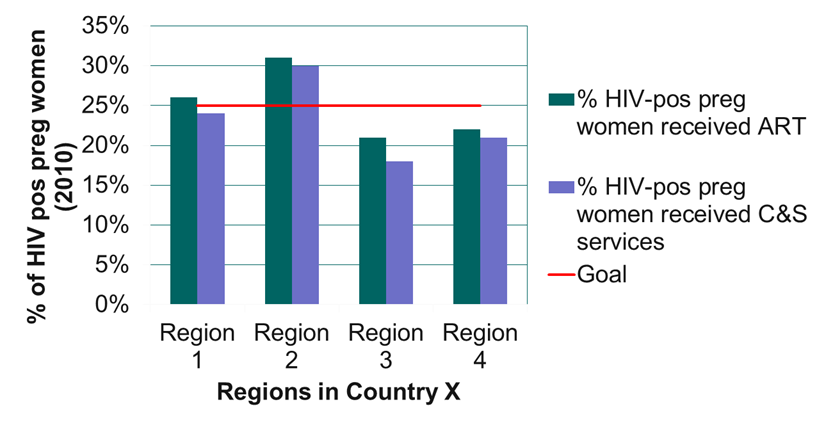 % of HIV pos preg women
(2010)
35%
30%
25%
20%
15%
10%
5%
0%
Region
1
Region
2
Region
3
Region
4
Regions in Country X
% HIV-pos preg
women received ART
% HIV-pos preg
women received C&S
services
Goal